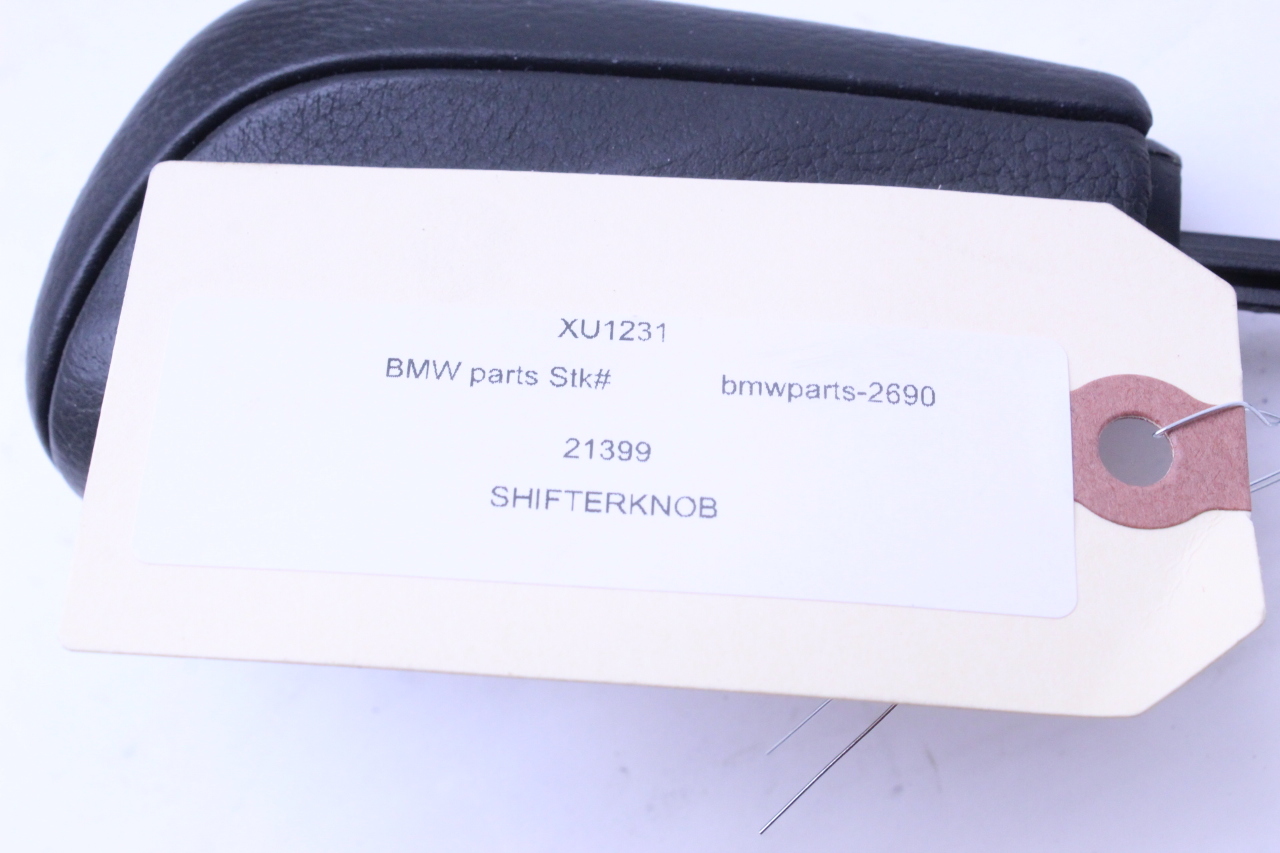 XU1231
BMW parts Stk# bmwparts-2690
21399
SHIFTERKNOB